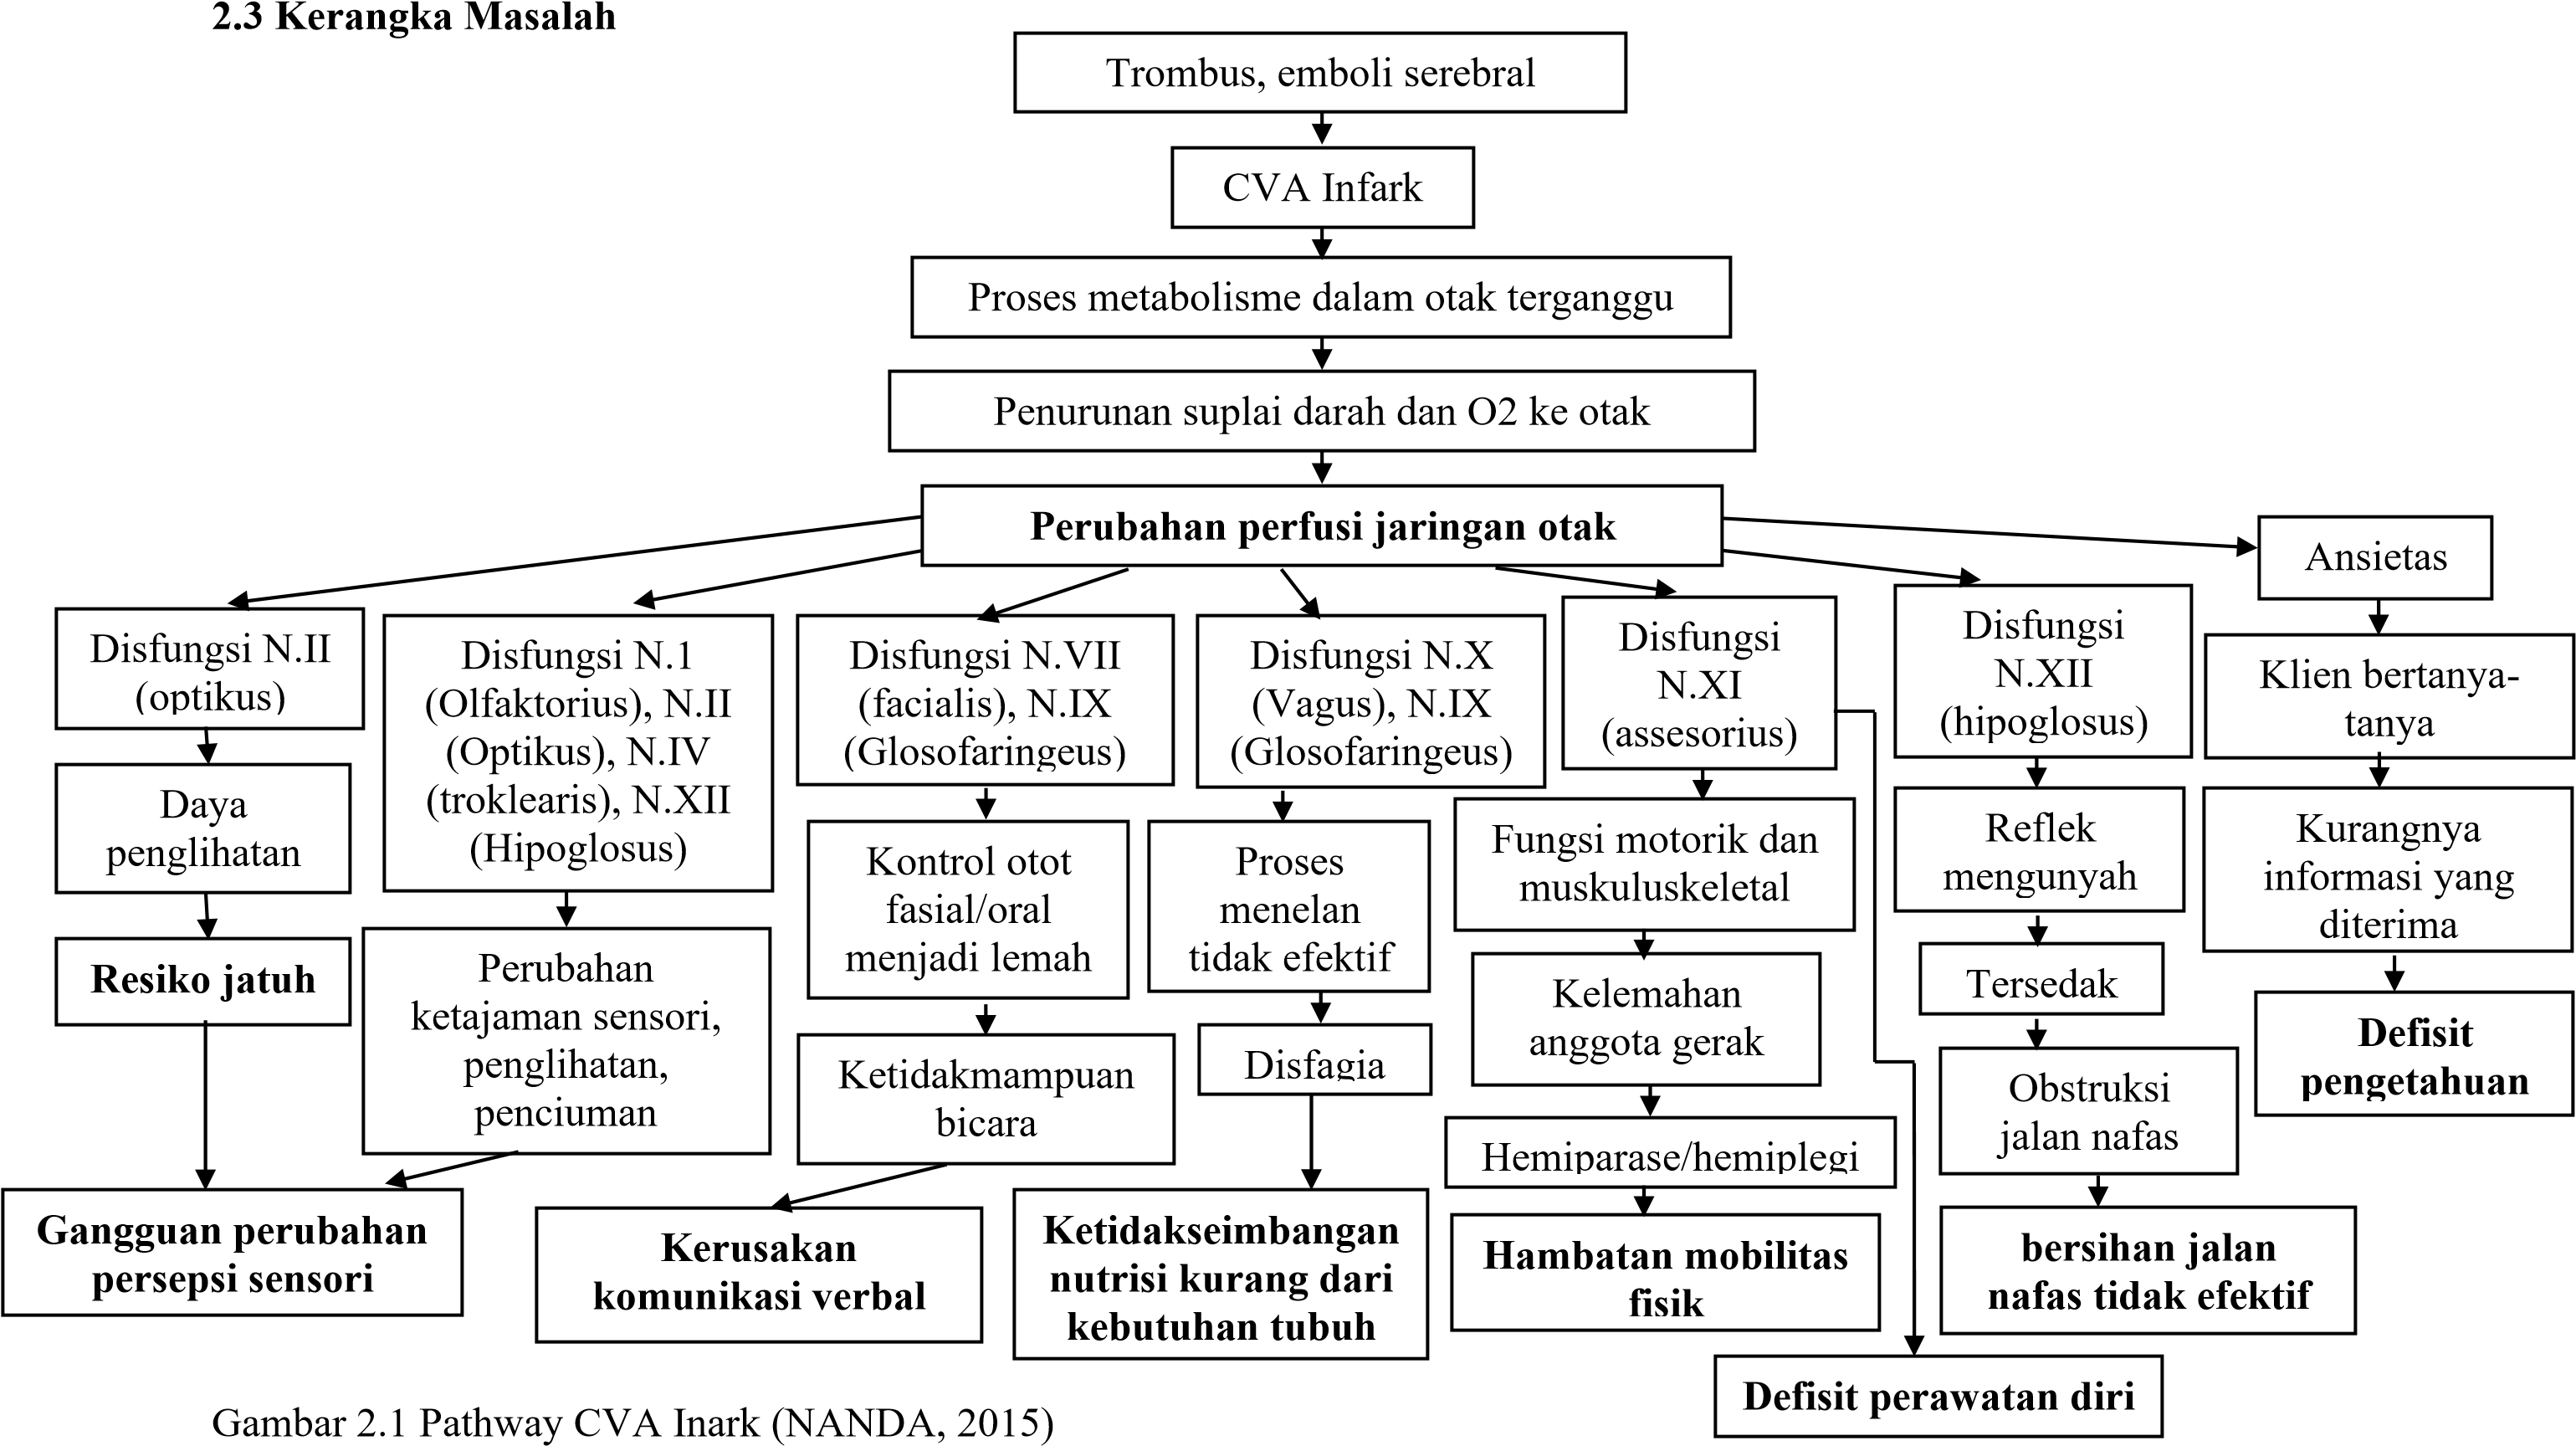 2.3 Kerangka Masalah
Trombus, emboli serebral
CVA Infark
Proses metabolisme dalam otak terganggu
Penurunan suplai darah dan O2 ke otak
Perubahan perfusi jaringan otak
Disfungsi N.II
(optikus)
Daya
penglihatan
Resiko jatuh
Gangguan perubahan
persepsi sensori
Disfungsi N.1
(Olfaktorius), N.II
(Optikus), N.IV
(troklearis), N.XII
(Hipoglosus)
Perubahan
ketajaman sensori,
penglihatan,
penciuman
Disfungsi N.VII
(facialis), N.IX
(Glosofaringeus)
Kontrol otot
fasial/oral
menjadi lemah
Ketidakmampuan
bicara
Kerusakan
komunikasi verbal
Disfungsi N.X
(Vagus), N.IX
(Glosofaringeus)
Proses
menelan
tidak efektif
Disfagia
Ketidakseimbangan
nutrisi kurang dari
kebutuhan tubuh
Disfungsi
N.XI
(assesorius)
Fungsi motorik dan
muskuluskeletal
Kelemahan
anggota gerak
Hemiparase/hemiplegi
Hambatan mobilitas
fisik
Defisit perawatan diri
Disfungsi
N.XII
(hipoglosus)
Reflek
mengunyah
Tersedak
Obstruksi
jalan nafas
bersihan jalan
nafas tidak efektif
Ansietas
Klien bertanya-
tanya
Kurangnya
informasi yang
diterima
Defisit
pengetahuan
Gambar 2.1 Pathway CVA Inark (NANDA, 2015)